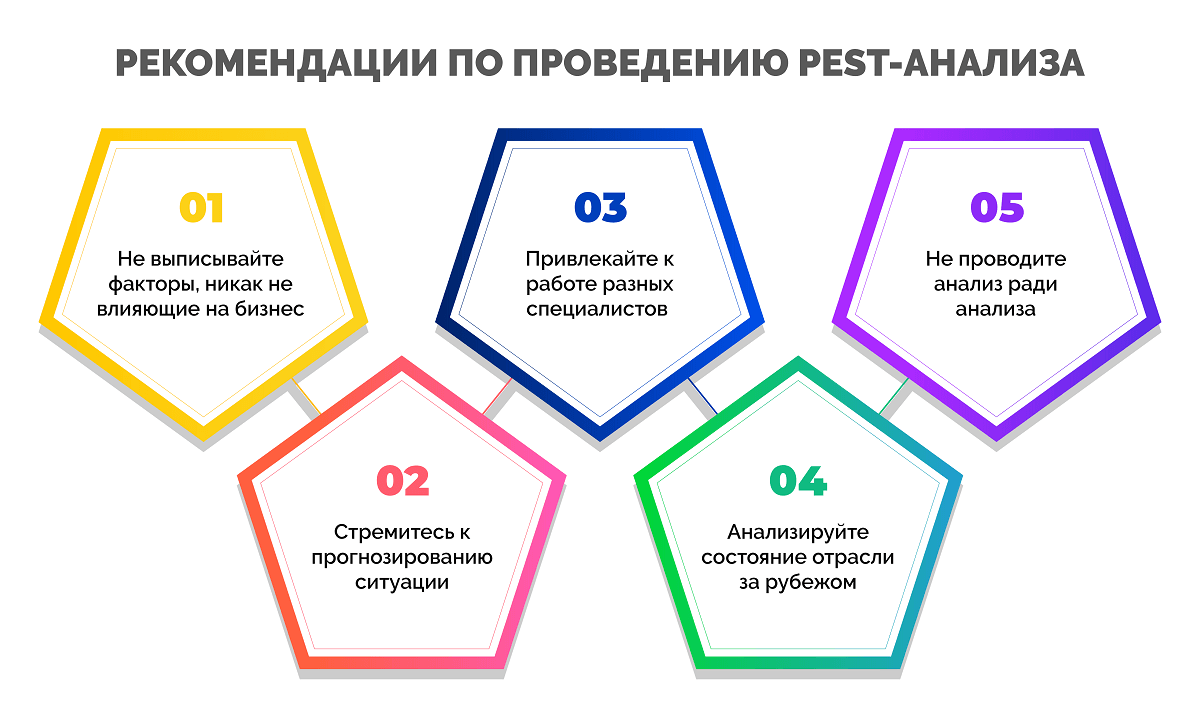 РЕКОМЕНДАЦИИ ПО ПРОВЕДЕНИЮ PEST-АНАЛИЗА
01
Не выписывайте
факторы, никак не
влияющие на бизнес
02
Стремитесь к
прогнозированию
ситуации
03
Привлекайте к
работе разных
специалистов
04
Анализируйте
состояние отрасли
за рубежом
05
Не проводите
анализ ради
анализа